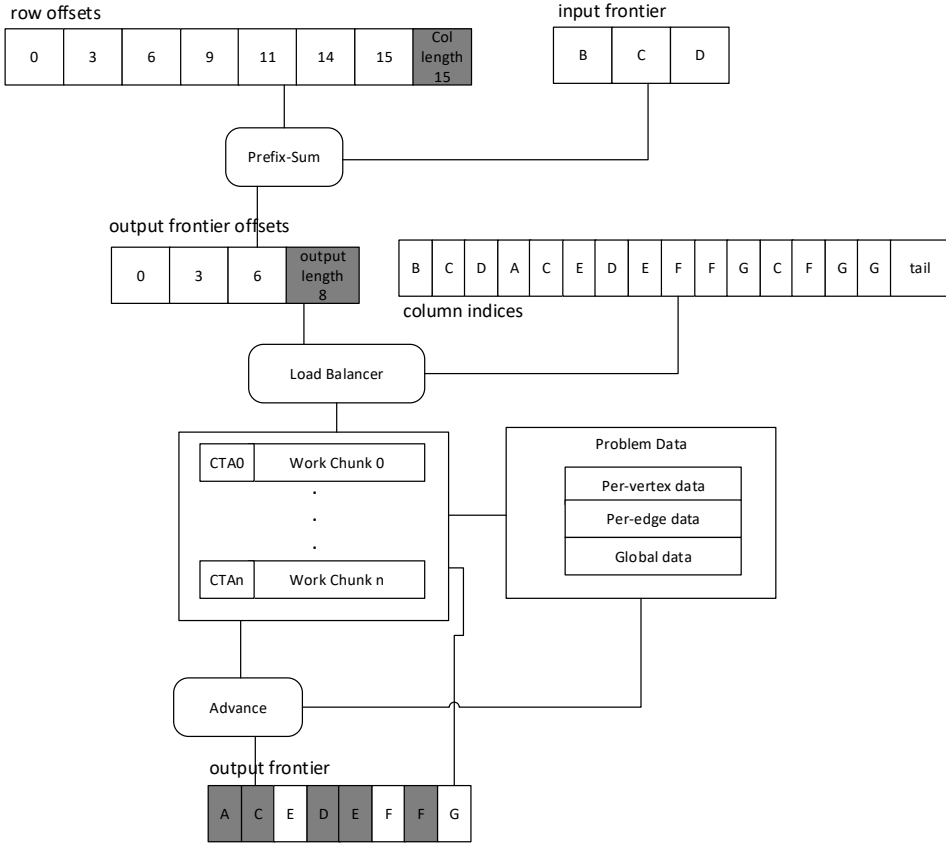 row offsets
input frontier
0 3 6 9 11 14 15 Col
length
15
B C D
Prefix-Sum
output frontier offsets
0 3 6 output
length
8
B C D A C E D E F F G C F G G tail
column indices
Load Balancer
CTA0 Work Chunk 0
.
.
.
CTAn Work Chunk n
Problem Data
Per-vertex data
Per-edge data
Global data
Advance
output frontier
A C E D E F F G